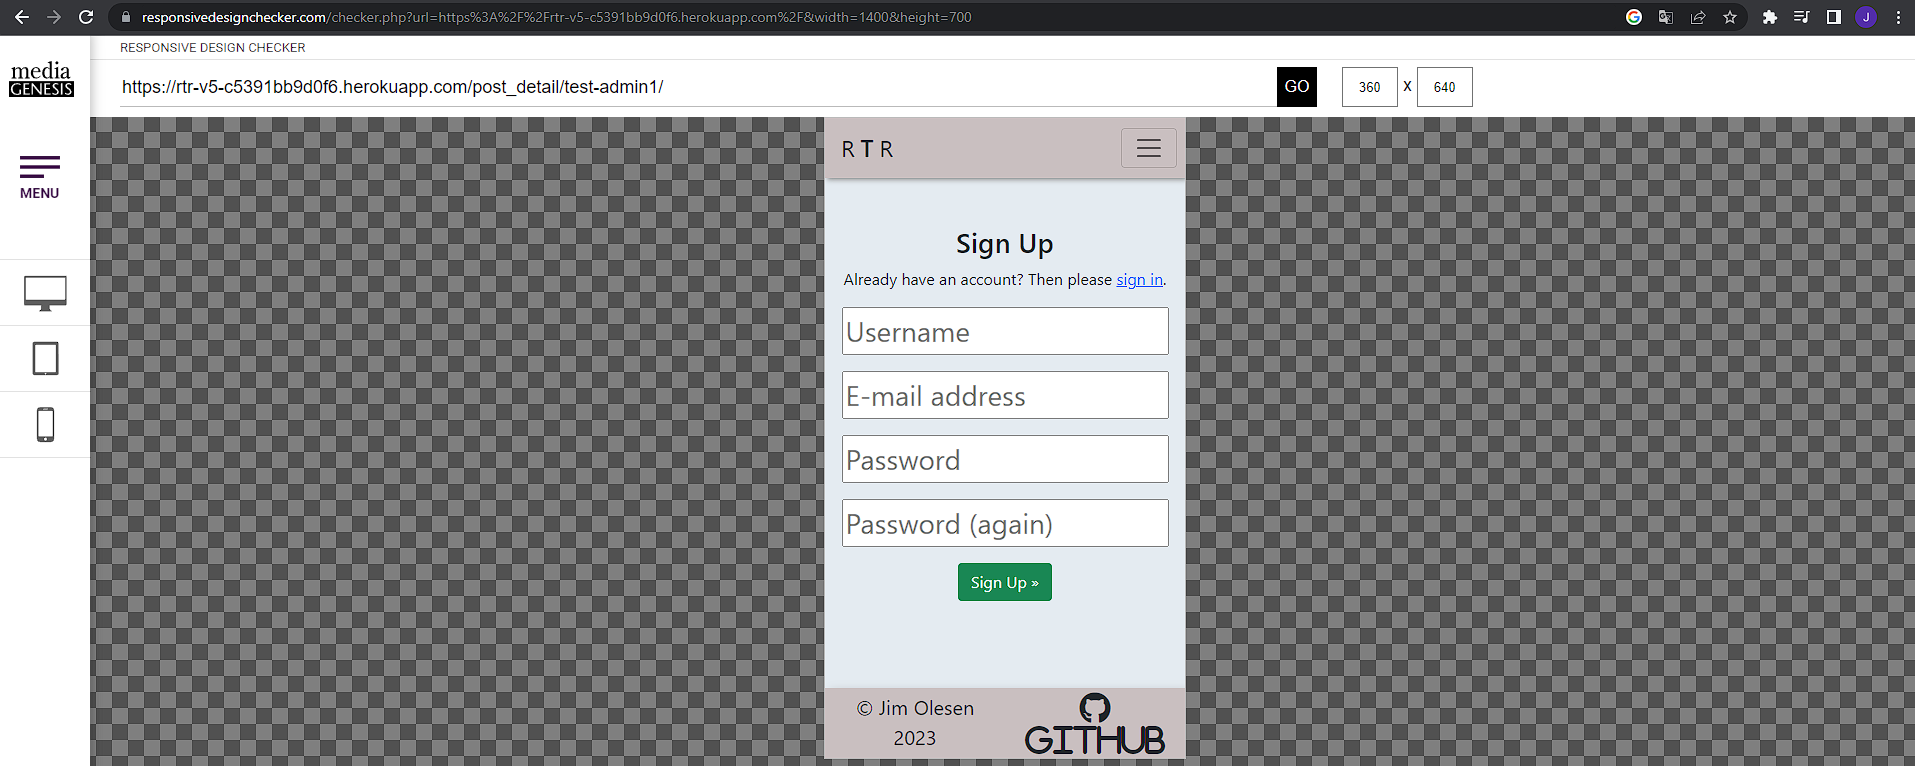 responsivedesignchecker.com/checker.php?url=https%3A%2F%2Frtr-v5-c5391bb9d0f6.herokuapp.com%2F&width=1400&height=700
J
media
GENESIS
RESPONSIVE DESIGN CHECKER
https://rtr-v5-c5391bb9d0f6.herokuapp.com/post_detail/test-admin1/
GO
360 X 640
MENU
R T R
Sign Up
Already have an account? Then please sign in.
Username
E-mail address
Password
Password (again)
Sign Up »
© Jim Olesen
2023
GITHUB